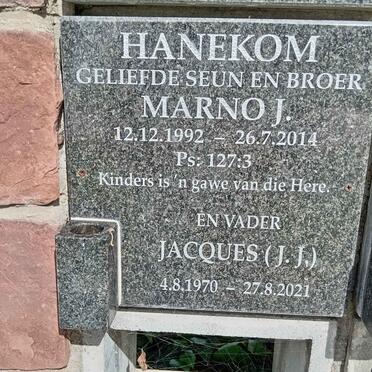 HANEKOM
GELIEFDE SEUN EN BROER
MARNO J.
12.12.1992 – 26.7.2014
Ps: 127:3
Kinders is 'n gawe van die Here.
... EN VADER
JACQUES (J. J,)
4.8.1970 – 27.8.2021